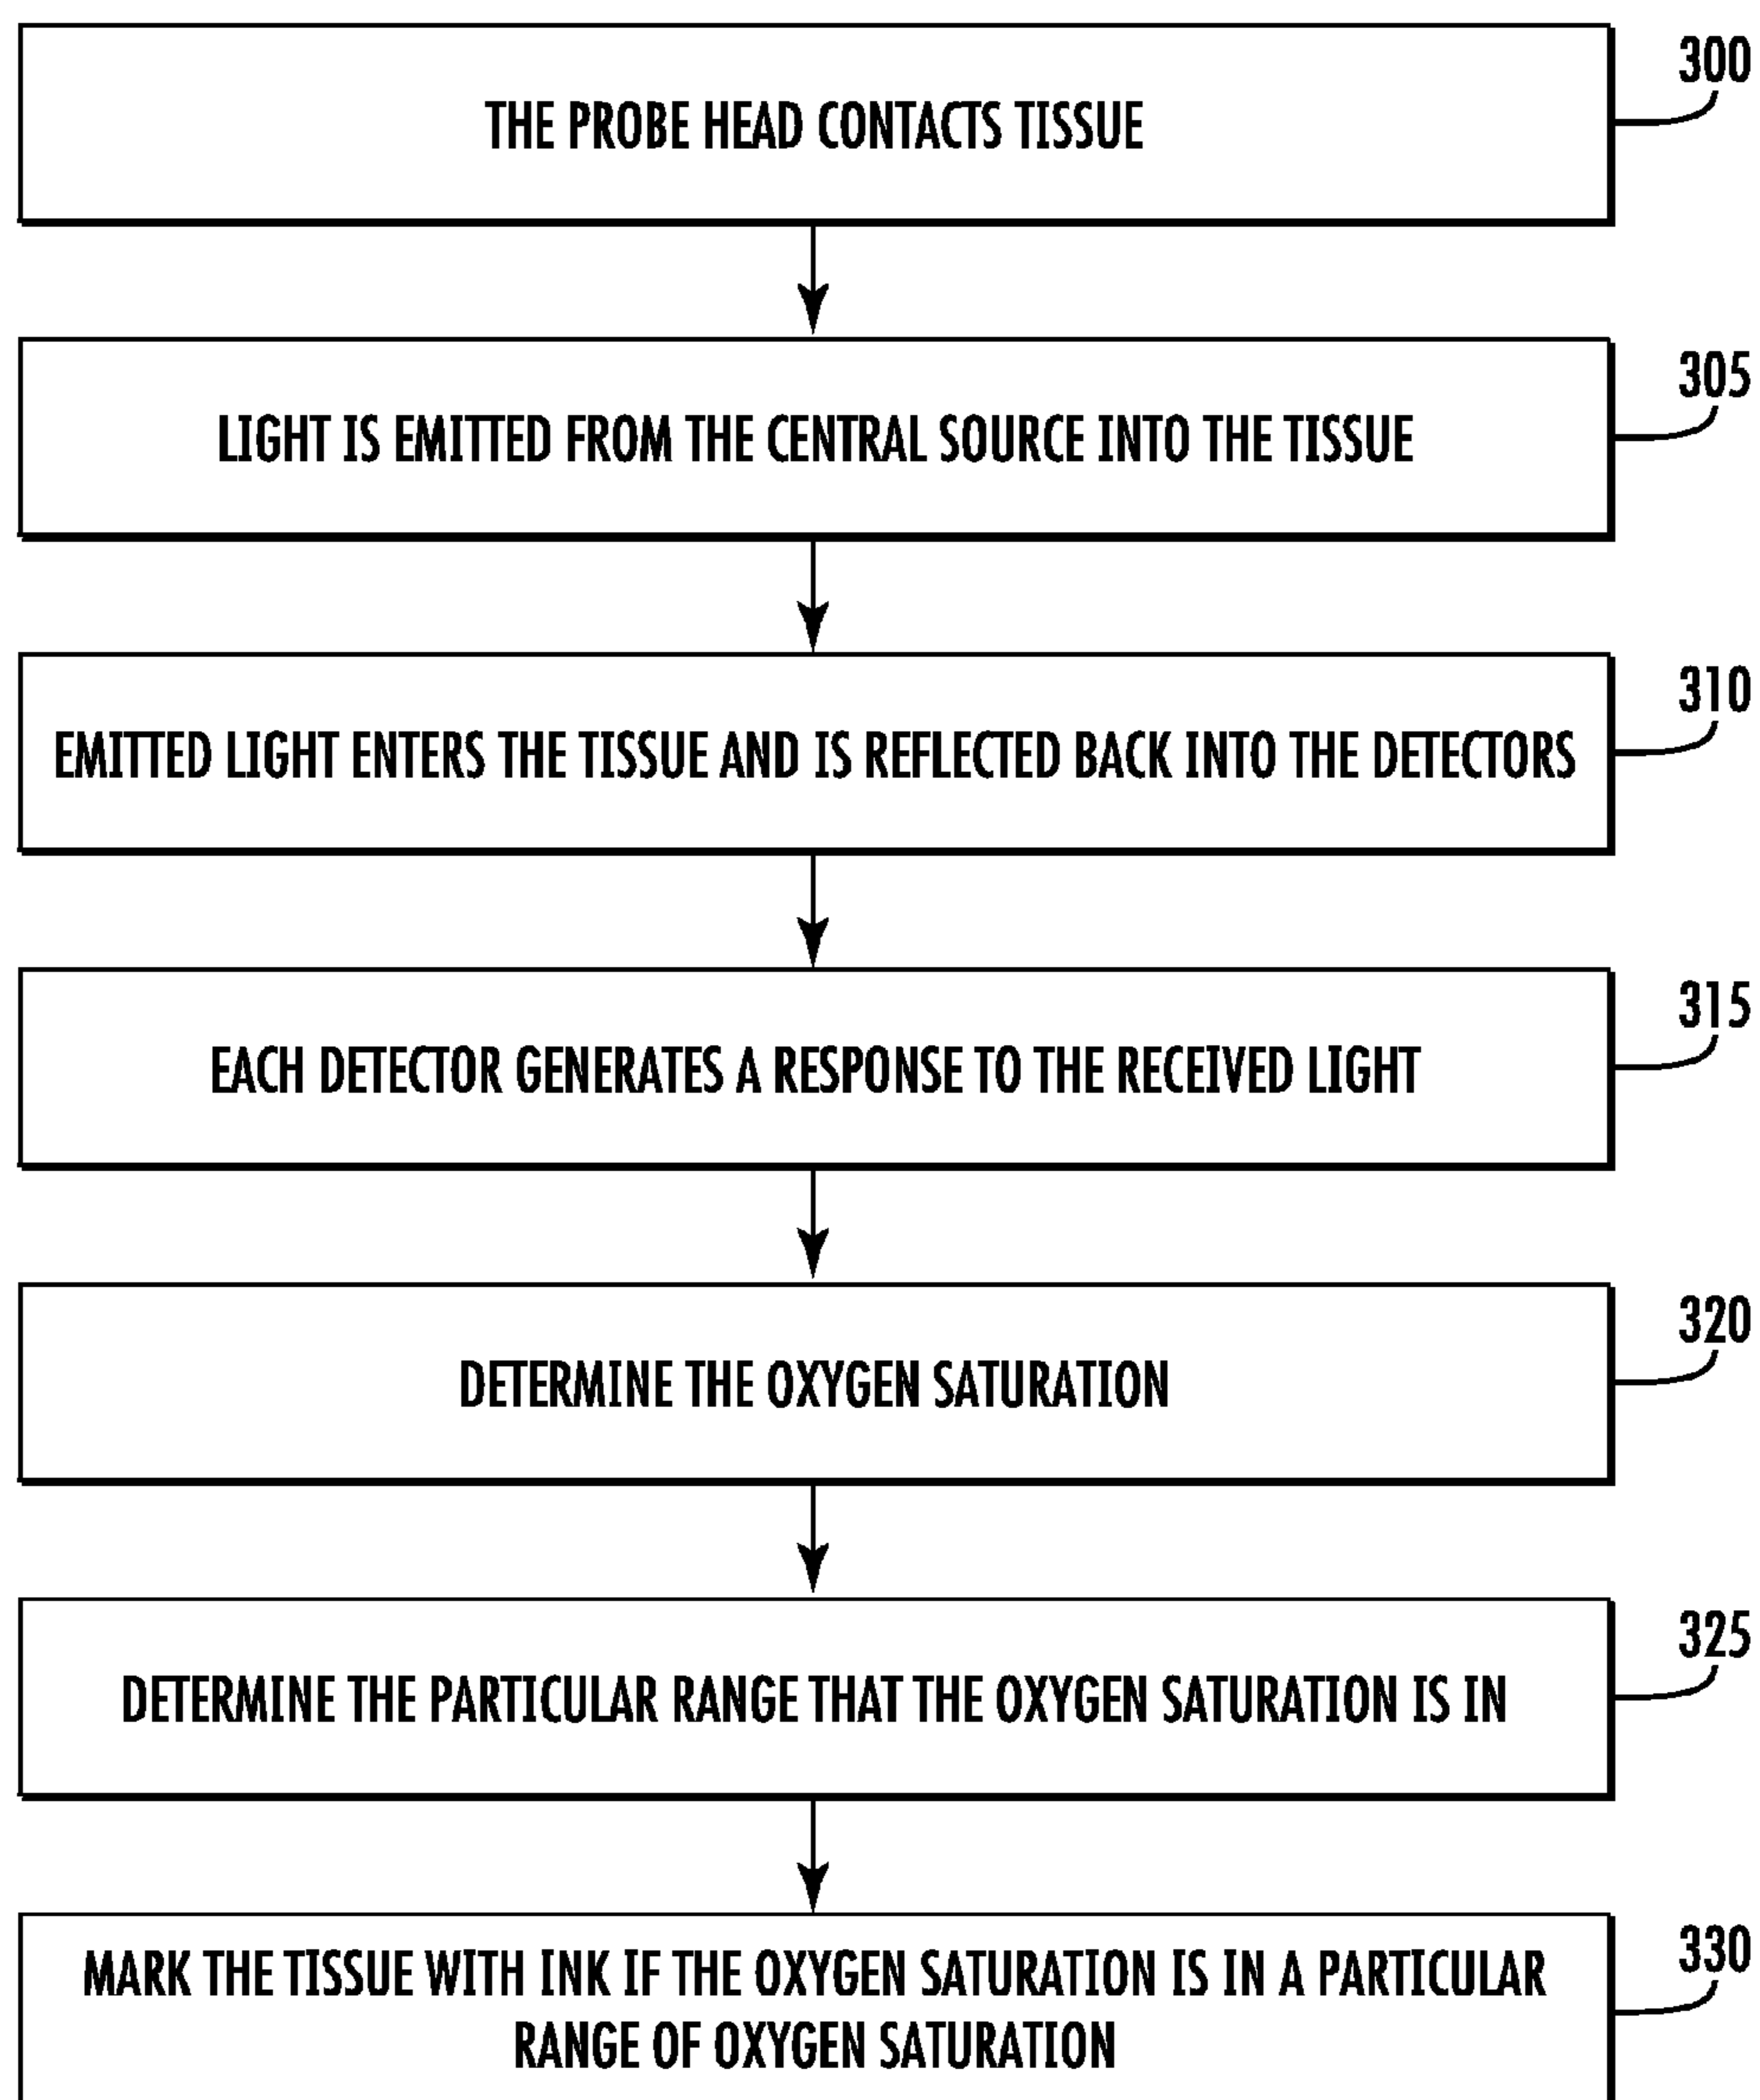 300
THE PROBE HEAD CONTACTS TISSUE
305
LIGHT IS EMITTED FROM THE CENTRAL SOURCE INTO THE TISSUE
310
EMITTED LIGHT ENTERS THE TISSUE AND IS REFLECTED BACK INTO THE DETECTORS
315
EACH DETECTOR GENERATES A RESPONSE TO THE RECEIVED LIGHT
320
DETERMINE THE OXYGEN SATURATION
325
DETERMINE THE PARTICULAR RANGE THAT THE OXYGEN SATURATION IS IN
330
MARK THE TISSUE WITH INK IF THE OXYGEN SATURATION IS IN A PARTICULAR
RANGE OF OXYGEN SATURATION